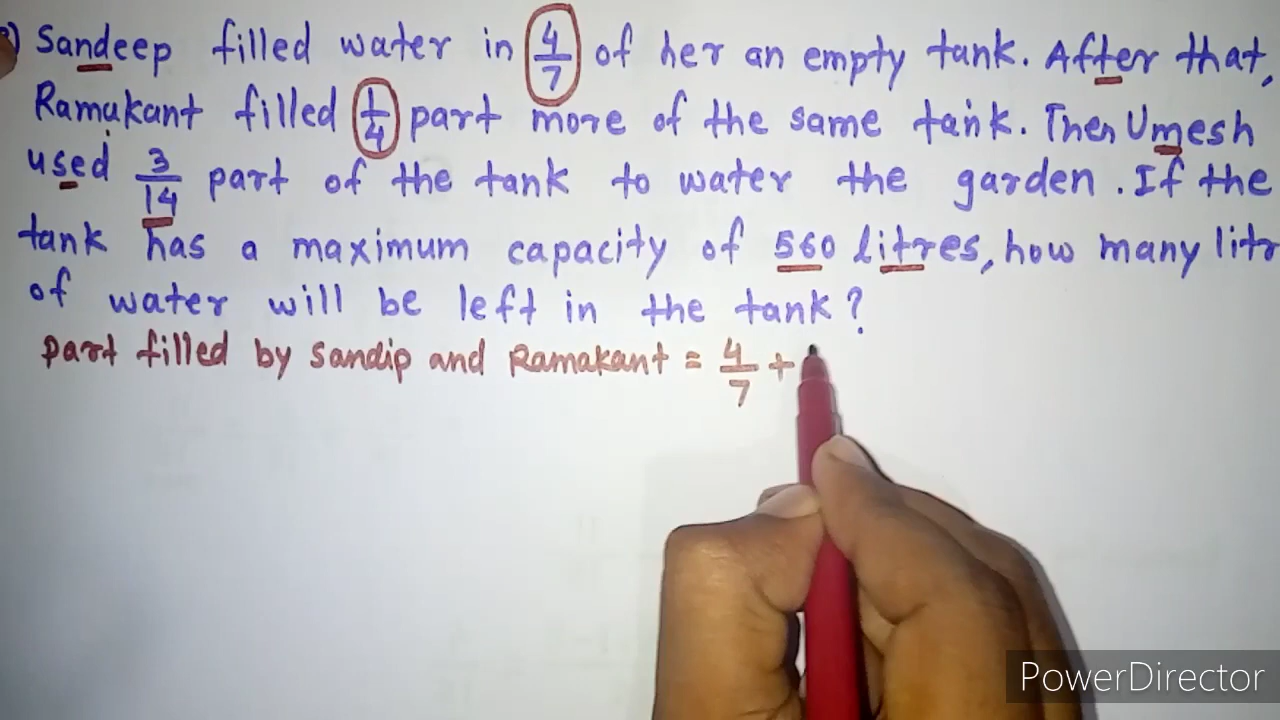 Sandeep filled water in 4/7 of her an empty tank. After that,
Ramakant filled 1/4 part more of the same tank. Then Umesh
used 3/14 part of the tank to water the garden. If the
tank has a maximum capacity of 560 litres, how many litr
of water will be left in the tank?
Part filled by Sandip and Ramakant = 4/7 +
PowerDirector